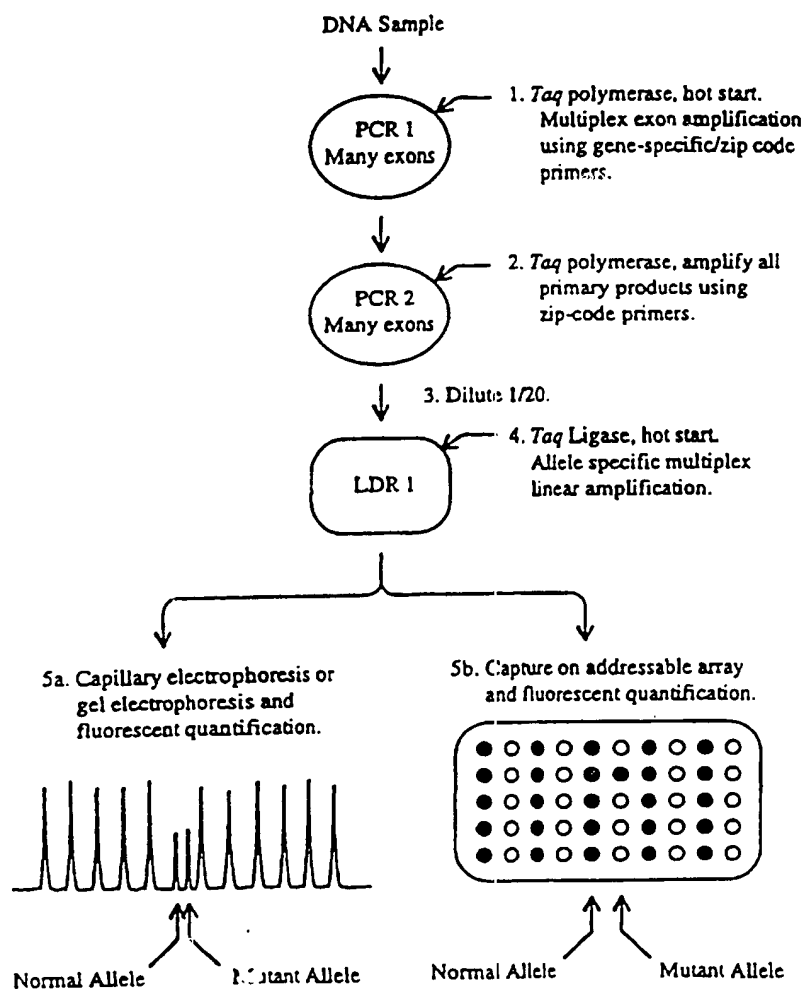 DNA Sample
PCR 1
Many exons
1. Taq polymerase, hot start.
Multiplex exon amplification
using gene-specific/zip code
primers.
PCR 2
Many exons
2. Taq polymerase, amplify all
primary products using
zip-code primers.
3. Dilute 1/20.
LDR 1
4. Taq Ligase, hot start.
Allele specific multiplex
linear amplification.
5a. Capillary electrophoresis or
gel electrophoresis and
fluorescent quantification.
5b. Capture on addressable array
and fluorescent quantification.
Normal Allele
Mutant Allele
Normal Allele
Mutant Allele